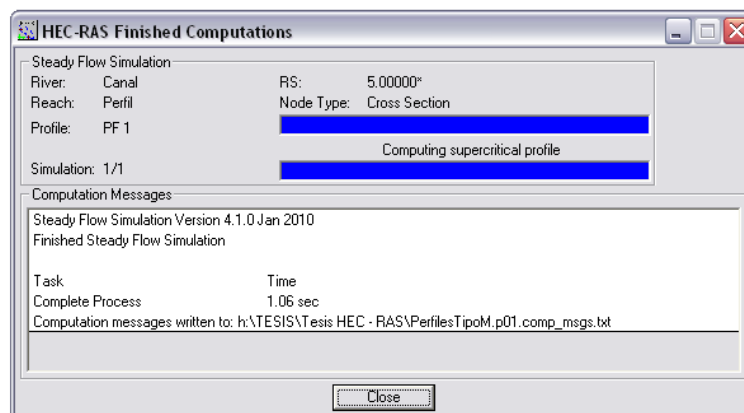 HEC-RAS Finished Computations
Steady Flow Simulation
River: Canal RS: 5.00000*
Reach: Perfil Node Type: Cross Section
Profile: PF 1
Computing supercritical profile
Simulation: 1/1
Computation Messages
Steady Flow Simulation Version 4.1.0 Jan 2010
Finished Steady Flow Simulation
Task Time
Complete Process 1.06 sec
Computation messages written to: h:\TESIS\Tesis HEC - RAS\PerfilesTipoM.p01.comp_msgs.txt
Close